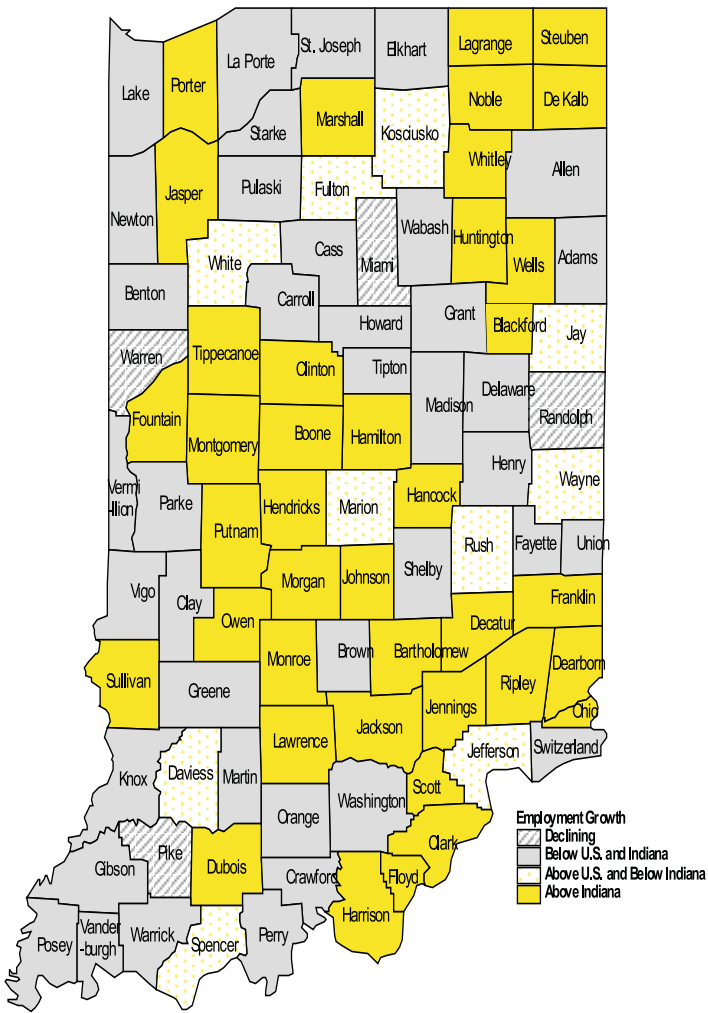 Lagrange
Steuben
St. Joseph
Elkhart
La Porte
Porter
Lake
Noble
De Kalb
Marshall
Starke
Kosciusko
Whitley
Allen
Pulaski
Fulton
Jasper
Newton
Wabash
Huntington
Cass
White
Miami
Wells
Adams
Benton
Carroll
Grant
Howard
Blackford
Jay
Warren
Tippecanoe
Clinton
Tipton
Delaware
Madison
Randolph
Fountain
Boone
Hamilton
Montgomery
Henry
Wayne
Vermi
-llion
Parke
Hendricks
Marion
Hancock
Putnam
Rush
Fayette
Union
Shelby
Morgan
Johnson
Vigo
Clay
Franklin
Owen
Decatur
Brown
Bartholomew
Monroe
Dearborn
Sullivan
Ripley
Greene
Jennings
Ohio
Jackson
Lawrence
Jefferson
Switzerland
Knox
Daviess
Martin
Scott
Washington
Orange
Employment Growth
Declining
Below U.S. and Indiana
Above U.S. and Below Indiana
Above Indiana
Clark
Pike
Gibson
Dubois
Crawford
Floyd
Harrison
Vander
-burgh
Warrick
Spencer
Perry
Posey